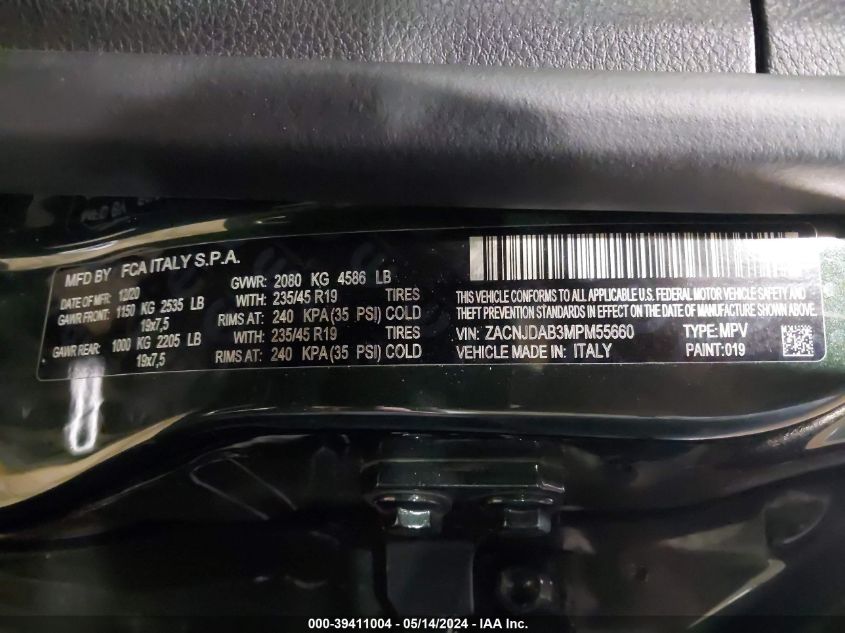 MFD BY FCA ITALY S.P.A.
DATE OF MFR: 12/20 GVWR: 2080 KG 4586 LB
GAWR FRONT: 1150 KG 2535 LB WITH: 235/45 R19 TIRES
19x7,5 RIMS AT: 240 KPA (35 PSI) COLD
GAWR REAR: 1000 KG 2205 LB WITH: 235/45 R19 TIRES
19x7,5 RIMS AT: 240 KPA (35 PSI) COLD
THIS VEHICLE CONFORMS TO ALL APPLICABLE U.S. FEDERAL MOTOR VEHICLE SAFETY AND
THEFT PREVENTION STANDARDS IN EFFECT ON THE DATE OF MANUFACTURE SHOWN ABOVE.
VIN: ZACNJDAB3MPM55660 TYPE: MPV
VEHICLE MADE IN: ITALY PAINT: 019
000-39411004 - 05/14/2024 - IAA Inc.